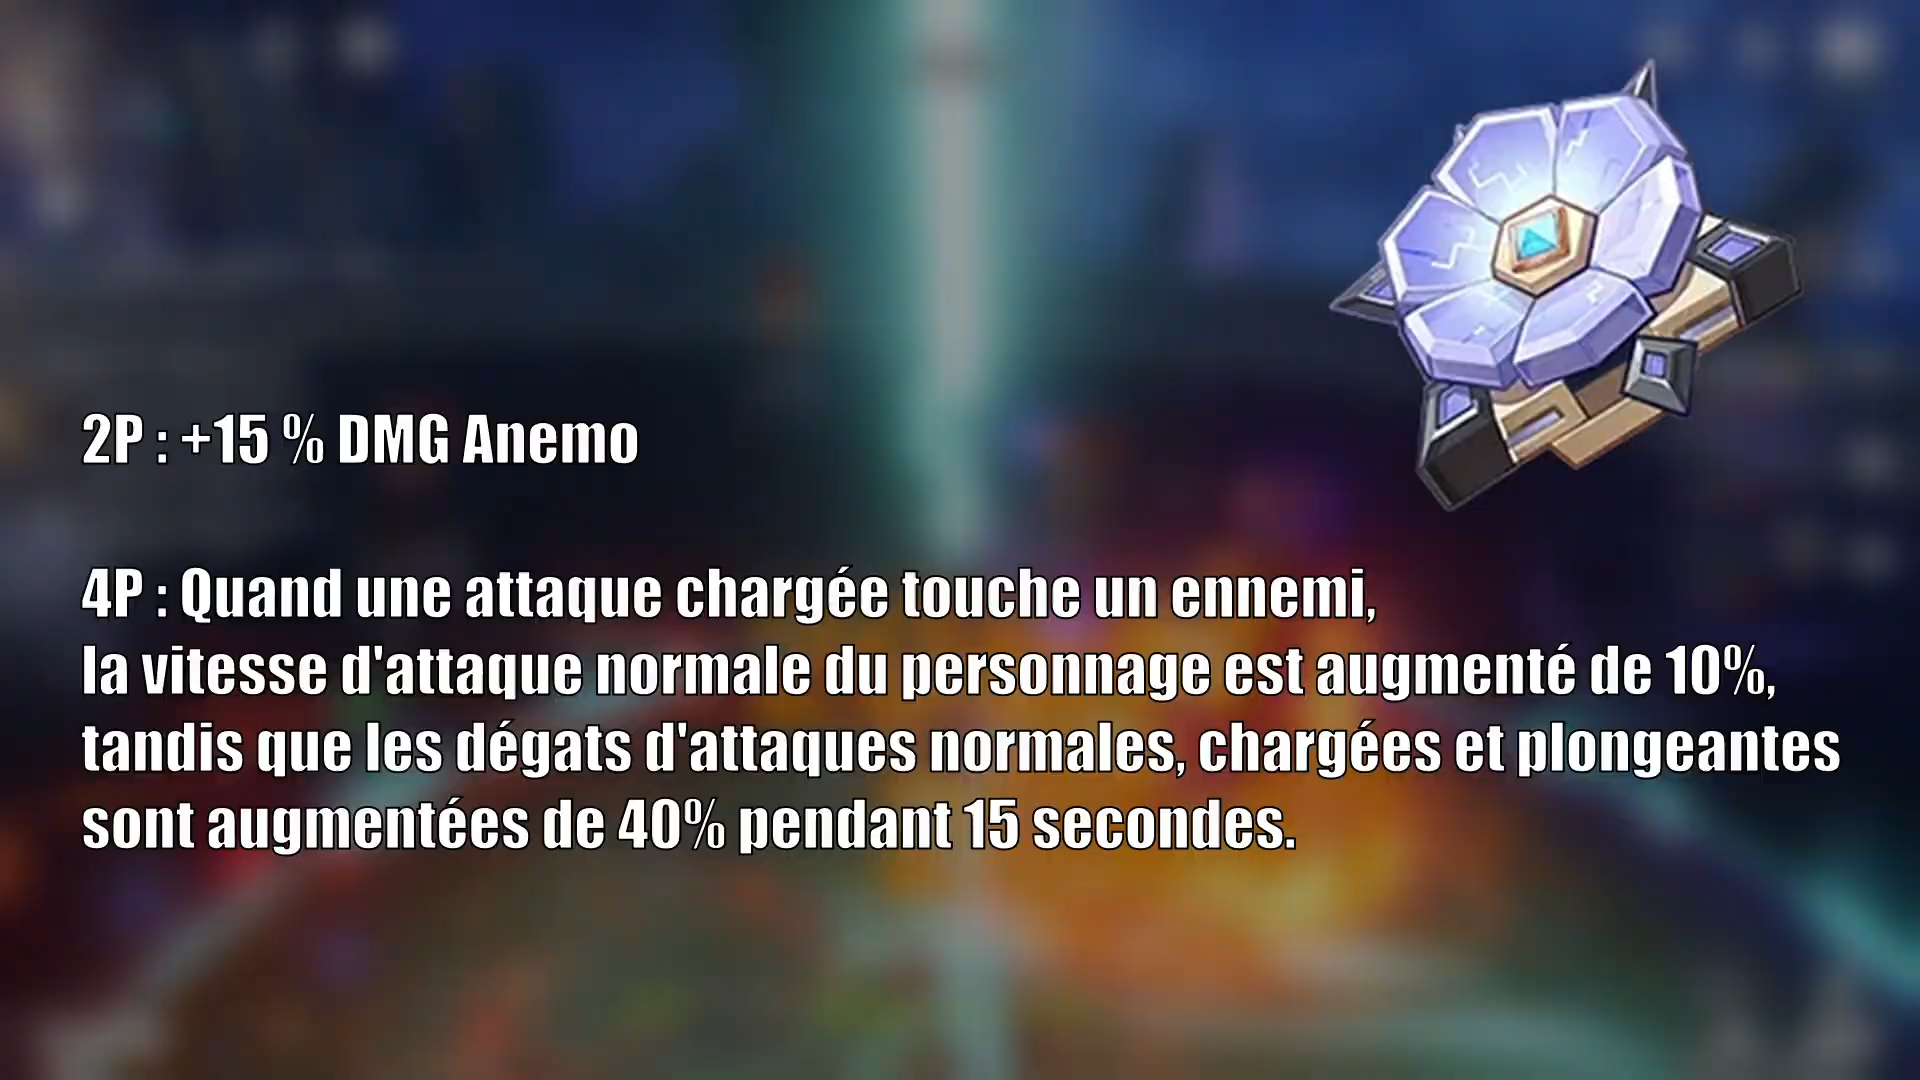 2P : +15 % DMG Anemo
4P : Quand une attaque chargée touche un ennemi,
la vitesse d'attaque normale du personnage est augmenté de 10%,
tandis que les dégats d'attaques normales, chargées et plongeantes
sont augmentées de 40% pendant 15 secondes.